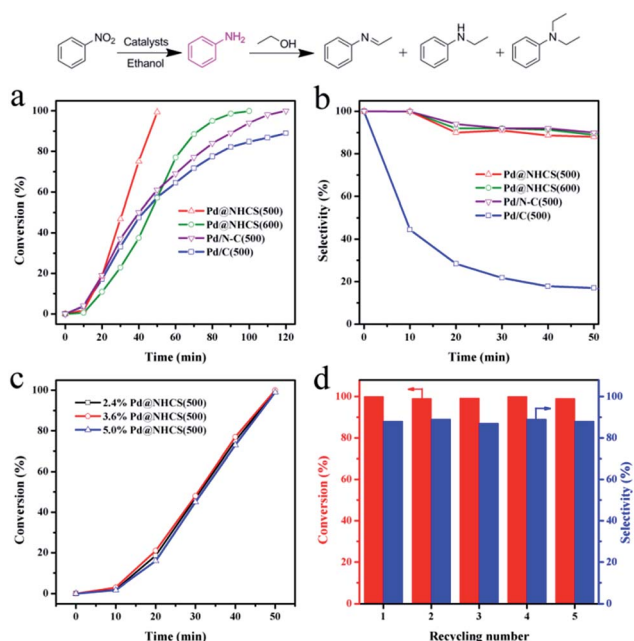 NO₂
Catalysts
Ethanol
NH₂
OH
N
+
H
N
+
N
a
Conversion (%)
100
80
60
40
20
0
Pd@NHCS(500)
Pd@NHCS(600)
Pd/N-C(500)
Pd/C(500)
0 20 40 60 80 100 120
Time (min)
b
Selectivity (%)
100
80
60
40
20
0
Pd@NHCS(500)
Pd@NHCS(600)
Pd/N-C(500)
Pd/C(500)
0 10 20 30 40 50
Time (min)
c
Conversion (%)
100
80
60
40
20
0
2.4% Pd@NHCS(500)
3.6% Pd@NHCS(500)
5.0% Pd@NHCS(500)
0 10 20 30 40 50
Time (min)
d
Conversion (%)
100
80
60
40
20
0
Selectivity (%)
100
80
60
40
20
0
1 2 3 4 5
Recycling number